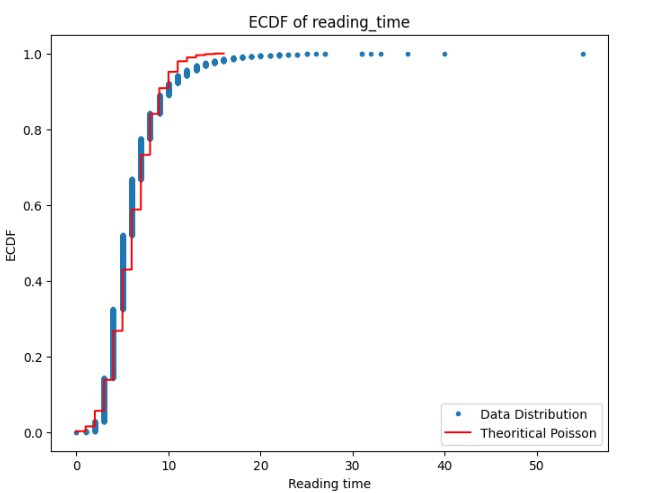 ECDF of reading_time
ECDF
1.0
0.8
0.6
0.4
0.2
0.0
Data Distribution
Theoritical Poisson
0 10 20 30 40 50
Reading time